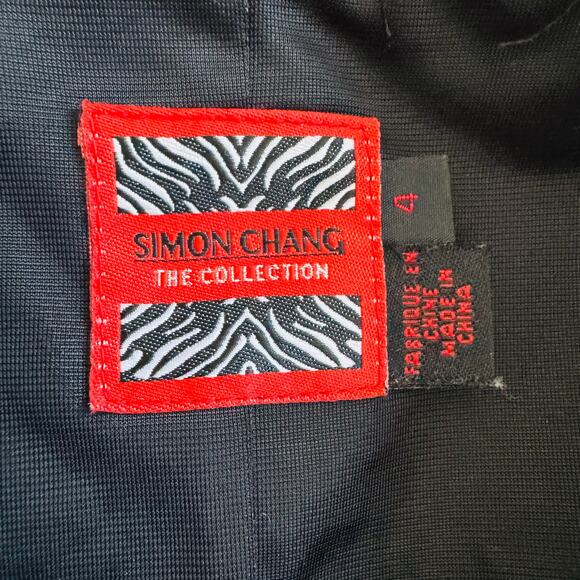 SIMON CHANG
THE COLLECTION
4
FABRIQUE EN
CHINE
MADE IN
CHINA